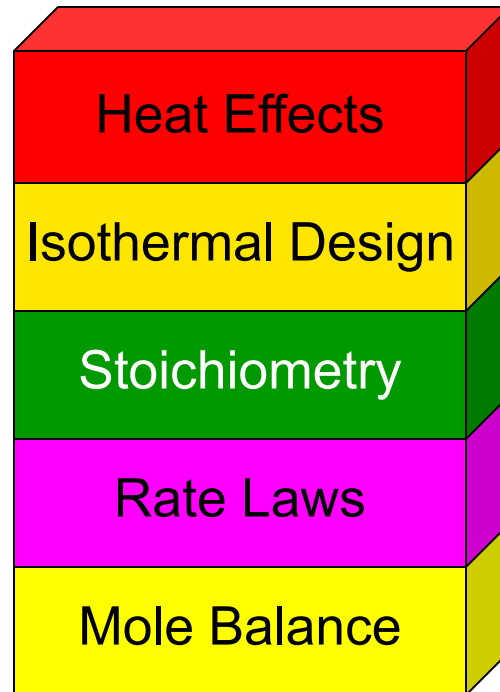 Heat Effects
Isothermal Design
Stoichiometry
Rate Laws
Mole Balance